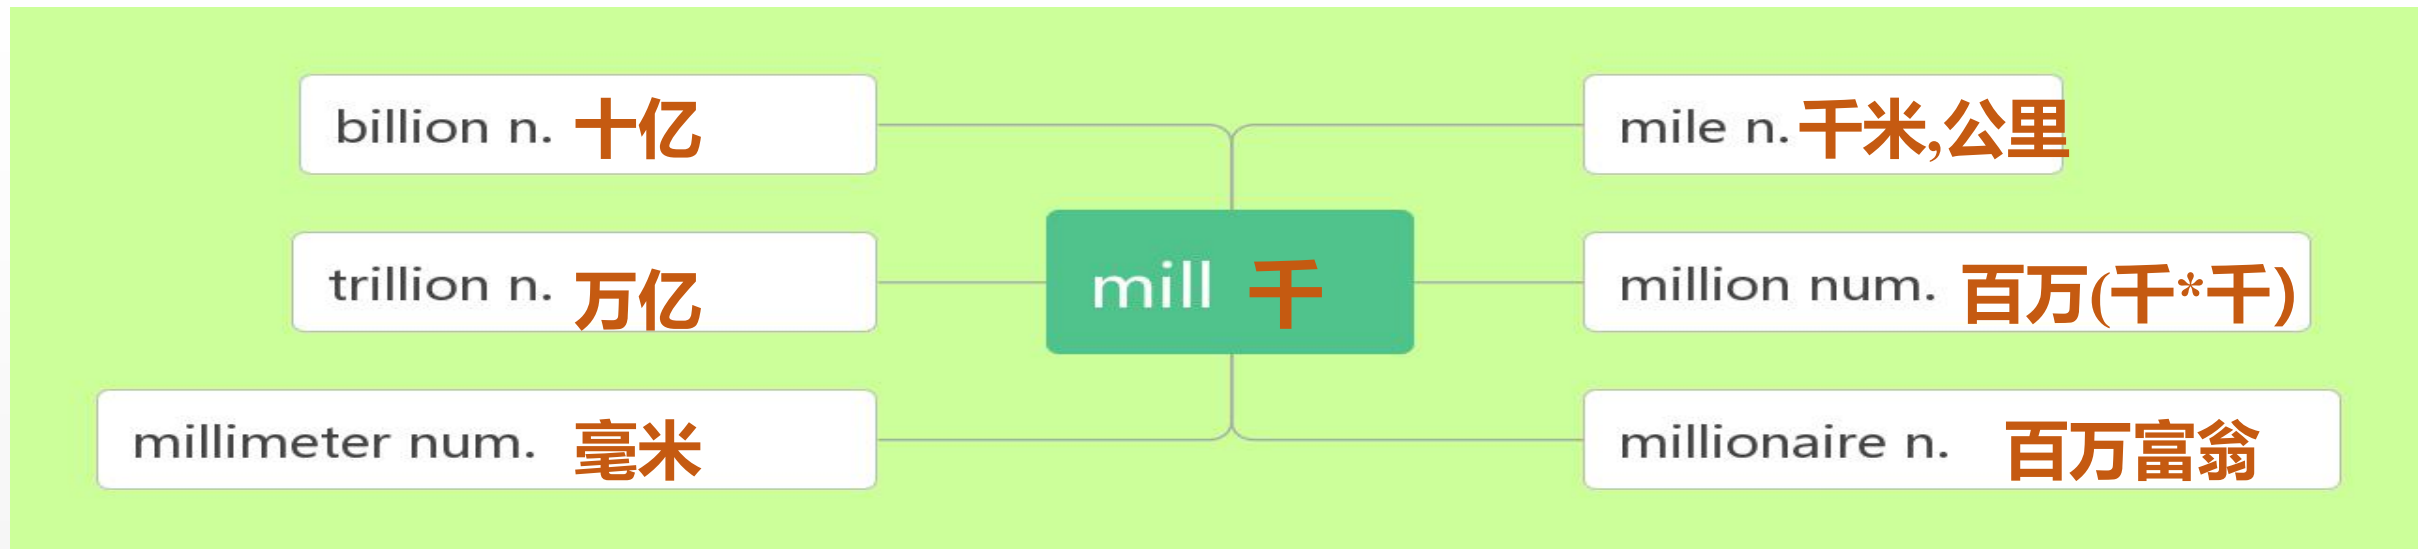 billion n. 十亿
trillion n. 万亿
millimeter num. 毫米
mill 千
mile n. 千米,公里
million num. 百万(千*千)
millionaire n. 百万富翁